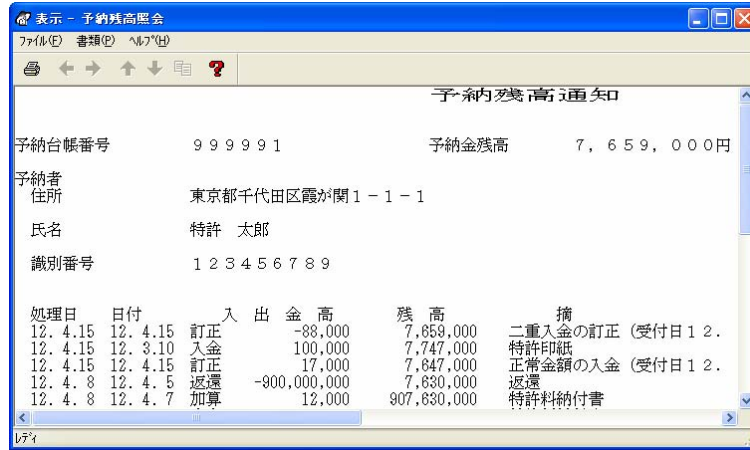 表示 - 予納残高照会
ファイル(F) 書類(P) ヘルプ(H)
予納残高通知
予納台帳番号 999991 予納金残高 7,659,000円
予納者
住所 東京都千代田区霞が関1-1-1
氏名 特許 太郎
識別番号 123456789
処理日 日付 入 出 金 高 残 高 摘
12. 4.15 12. 4.15 訂正 -88,000 7,659,000 二重入金の訂正(受付日12.
12. 4.15 12. 3.10 入金 100,000 7,747,000 特許印紙
12. 4.15 12. 4.15 訂正 17,000 7,647,000 正常金額の入金(受付日12.
12. 4. 8 12. 4. 5 返還 -900,000,000 7,630,000 返還
12. 4. 8 12. 4. 7 加算 12,000 907,630,000 特許料納付書
レディ